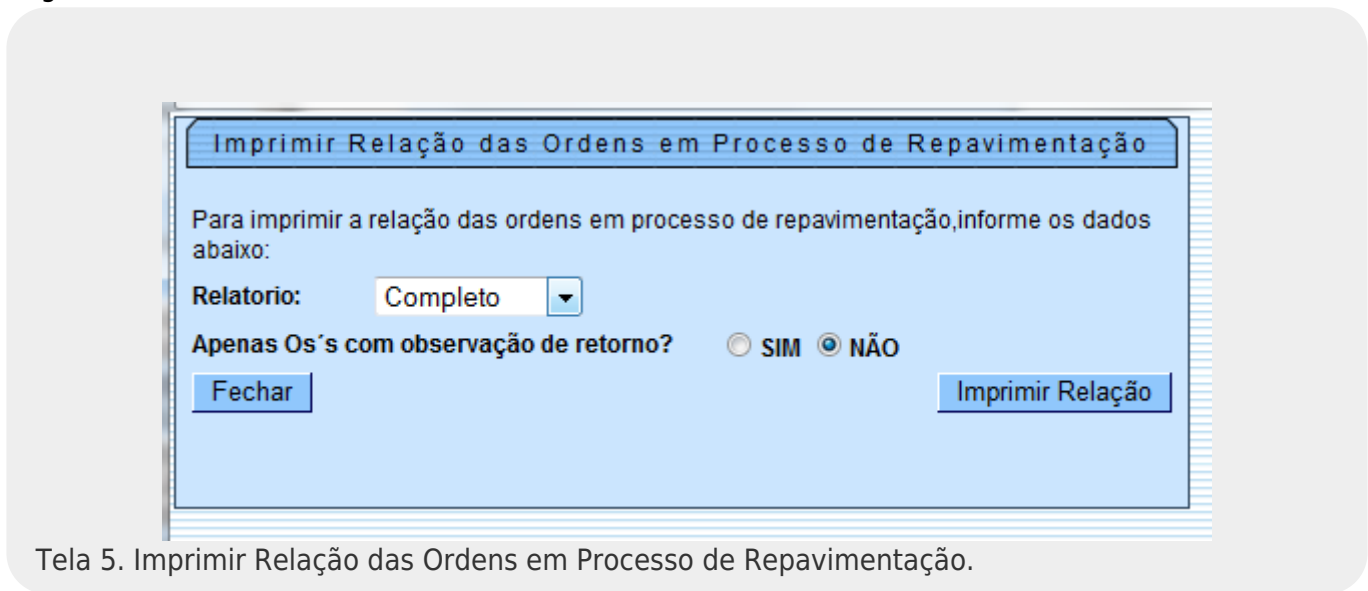 Imprimir Relação das Ordens em Processo de Repavimentação
Para imprimir a relação das ordens em processo de repavimentação,informe os dados
abaixo:
Relatorio: Completo
Apenas Os´s com observação de retorno? SIM NÃO
Fechar Imprimir Relação
Tela 5. Imprimir Relação das Ordens em Processo de Repavimentação.